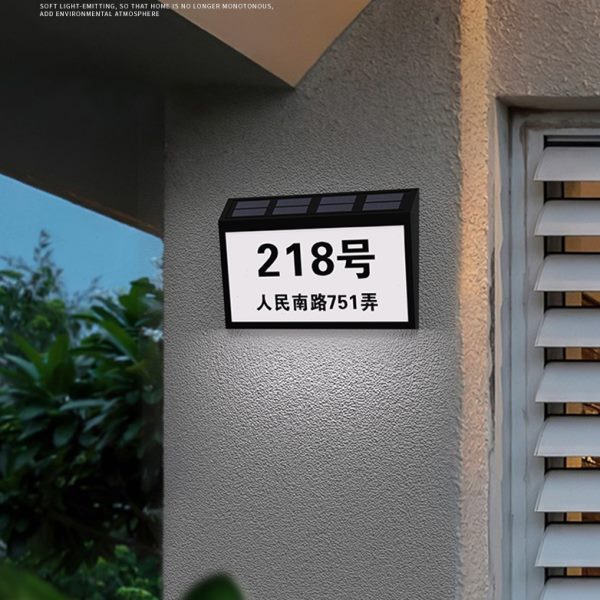 SOFT LIGHT-EMITTING, SO THAT HOME IS NO LONGER MONOTONOUS,
ADD ENVIRONMENTAL ATMOSPHERE
218号
人民南路751弄